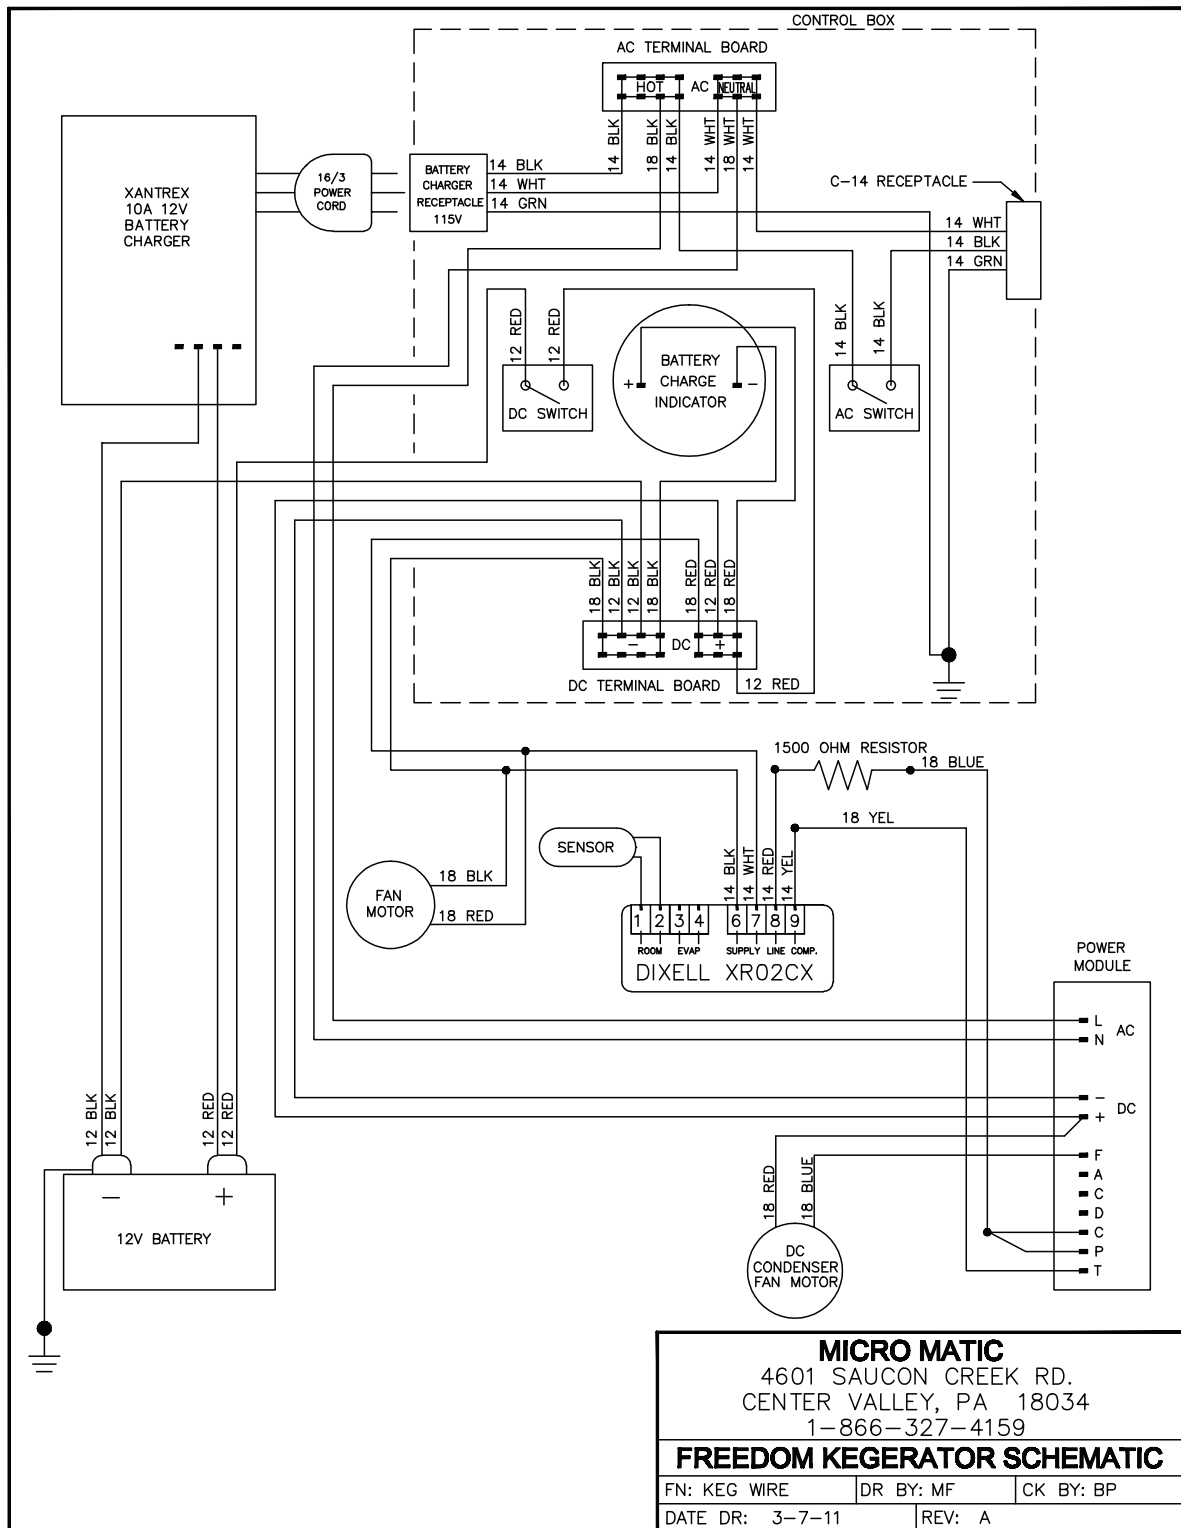 CONTROL BOX
AC TERMINAL BOARD
HOT AC NEUTRAL
14 BLK
18 BLK
14 BLK
14 WHT
18 WHT
14 WHT
XANTREX
10A 12V
BATTERY
CHARGER
16/3
POWER
CORD
BATTERY
CHARGER
RECEPTACLE
115V
14 BLK
14 WHT
14 GRN
C-14 RECEPTACLE
14 WHT
14 BLK
14 GRN
12 RED
12 RED
DC SWITCH
BATTERY
CHARGE
INDICATOR
+ -
14 BLK
14 BLK
AC SWITCH
18 BLK
12 BLK
12 BLK
18 BLK
18 RED
12 RED
18 RED
- DC +
DC TERMINAL BOARD
12 RED
1500 OHM RESISTOR
18 BLUE
18 YEL
SENSOR
FAN
MOTOR
18 BLK
18 RED
14 BLK
14 WHT
14 RED
14 YEL
1 2 3 4 6 7 8 9
ROOM EVAP SUPPLY LINE COMP.
DIXELL XR02CX
POWER
MODULE
L
N
AC
-
+
DC
F
A
C
D
C
P
T
12 BLK
12 BLK
12 RED
12 RED
- +
12V BATTERY
18 RED
18 BLUE
DC
CONDENSER
FAN MOTOR
MICRO MATIC
4601 SAUCON CREEK RD.
CENTER VALLEY, PA 18034
1-866-327-4159
FREEDOM KEGERATOR SCHEMATIC
FN: KEG WIRE DR BY: MF CK BY: BP
DATE DR: 3-7-11 REV: A